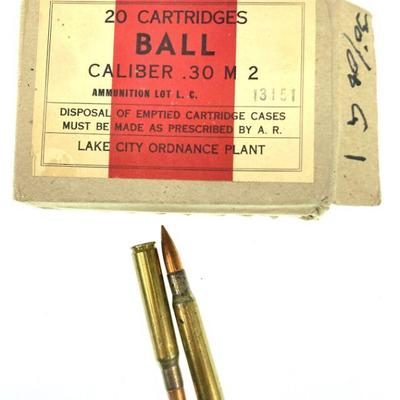 20 CARTRIDGES
BALL
CALIBER .30 M 2
AMMUNITION LOT L. C. 13151
DISPOSAL OF EMPTIED CARTRIDGE CASES
MUST BE MADE AS PRESCRIBED BY A. R.
LAKE CITY ORDNANCE PLANT